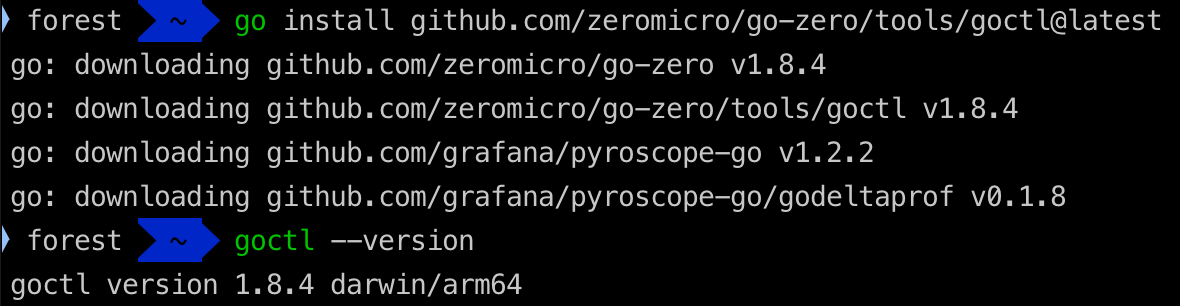 forest ~ go install github.com/zeromicro/go-zero/tools/goctl@latest
go: downloading github.com/zeromicro/go-zero v1.8.4
go: downloading github.com/zeromicro/go-zero/tools/goctl v1.8.4
go: downloading github.com/grafana/pyroscope-go v1.2.2
go: downloading github.com/grafana/pyroscope-go/godeltaprof v0.1.8
forest ~ goctl --version
goctl version 1.8.4 darwin/arm64